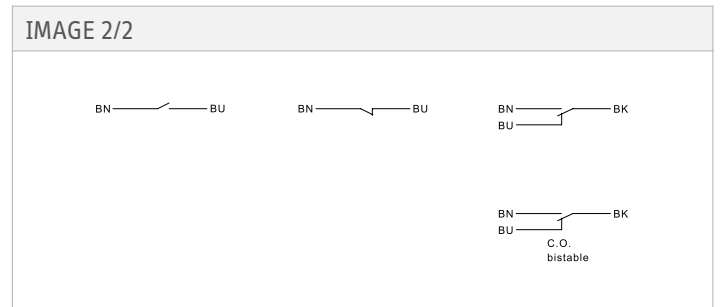 IMAGE 2/2
BN BU BN BU BN BK
BU
BN BK
BU
C.O.
bistable